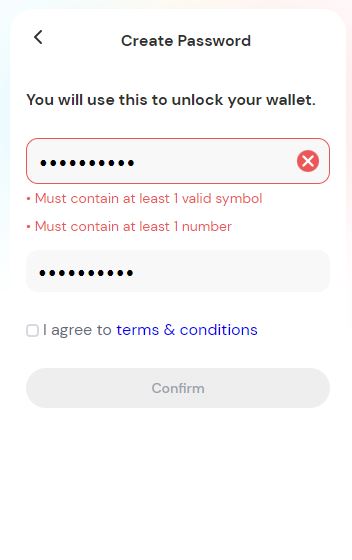 Create Password
You will use this to unlock your wallet.
••••••••••
• Must contain at least 1 valid symbol
• Must contain at least 1 number
••••••••••
I agree to terms & conditions
Confirm